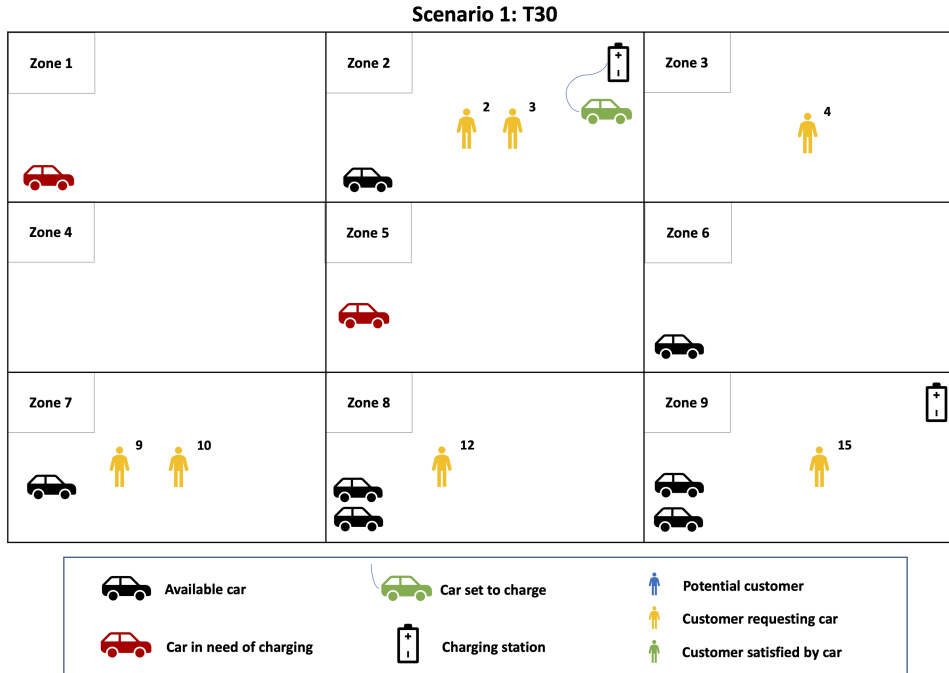 Scenario 1: T30
Zone 1
Zone 2
2
3
Zone 3
4
Zone 4
Zone 5
Zone 6
Zone 7
9
10
Zone 8
12
Zone 9
15
Available car
Car set to charge
Potential customer
Customer requesting car
Car in need of charging
Charging station
Customer satisfied by car